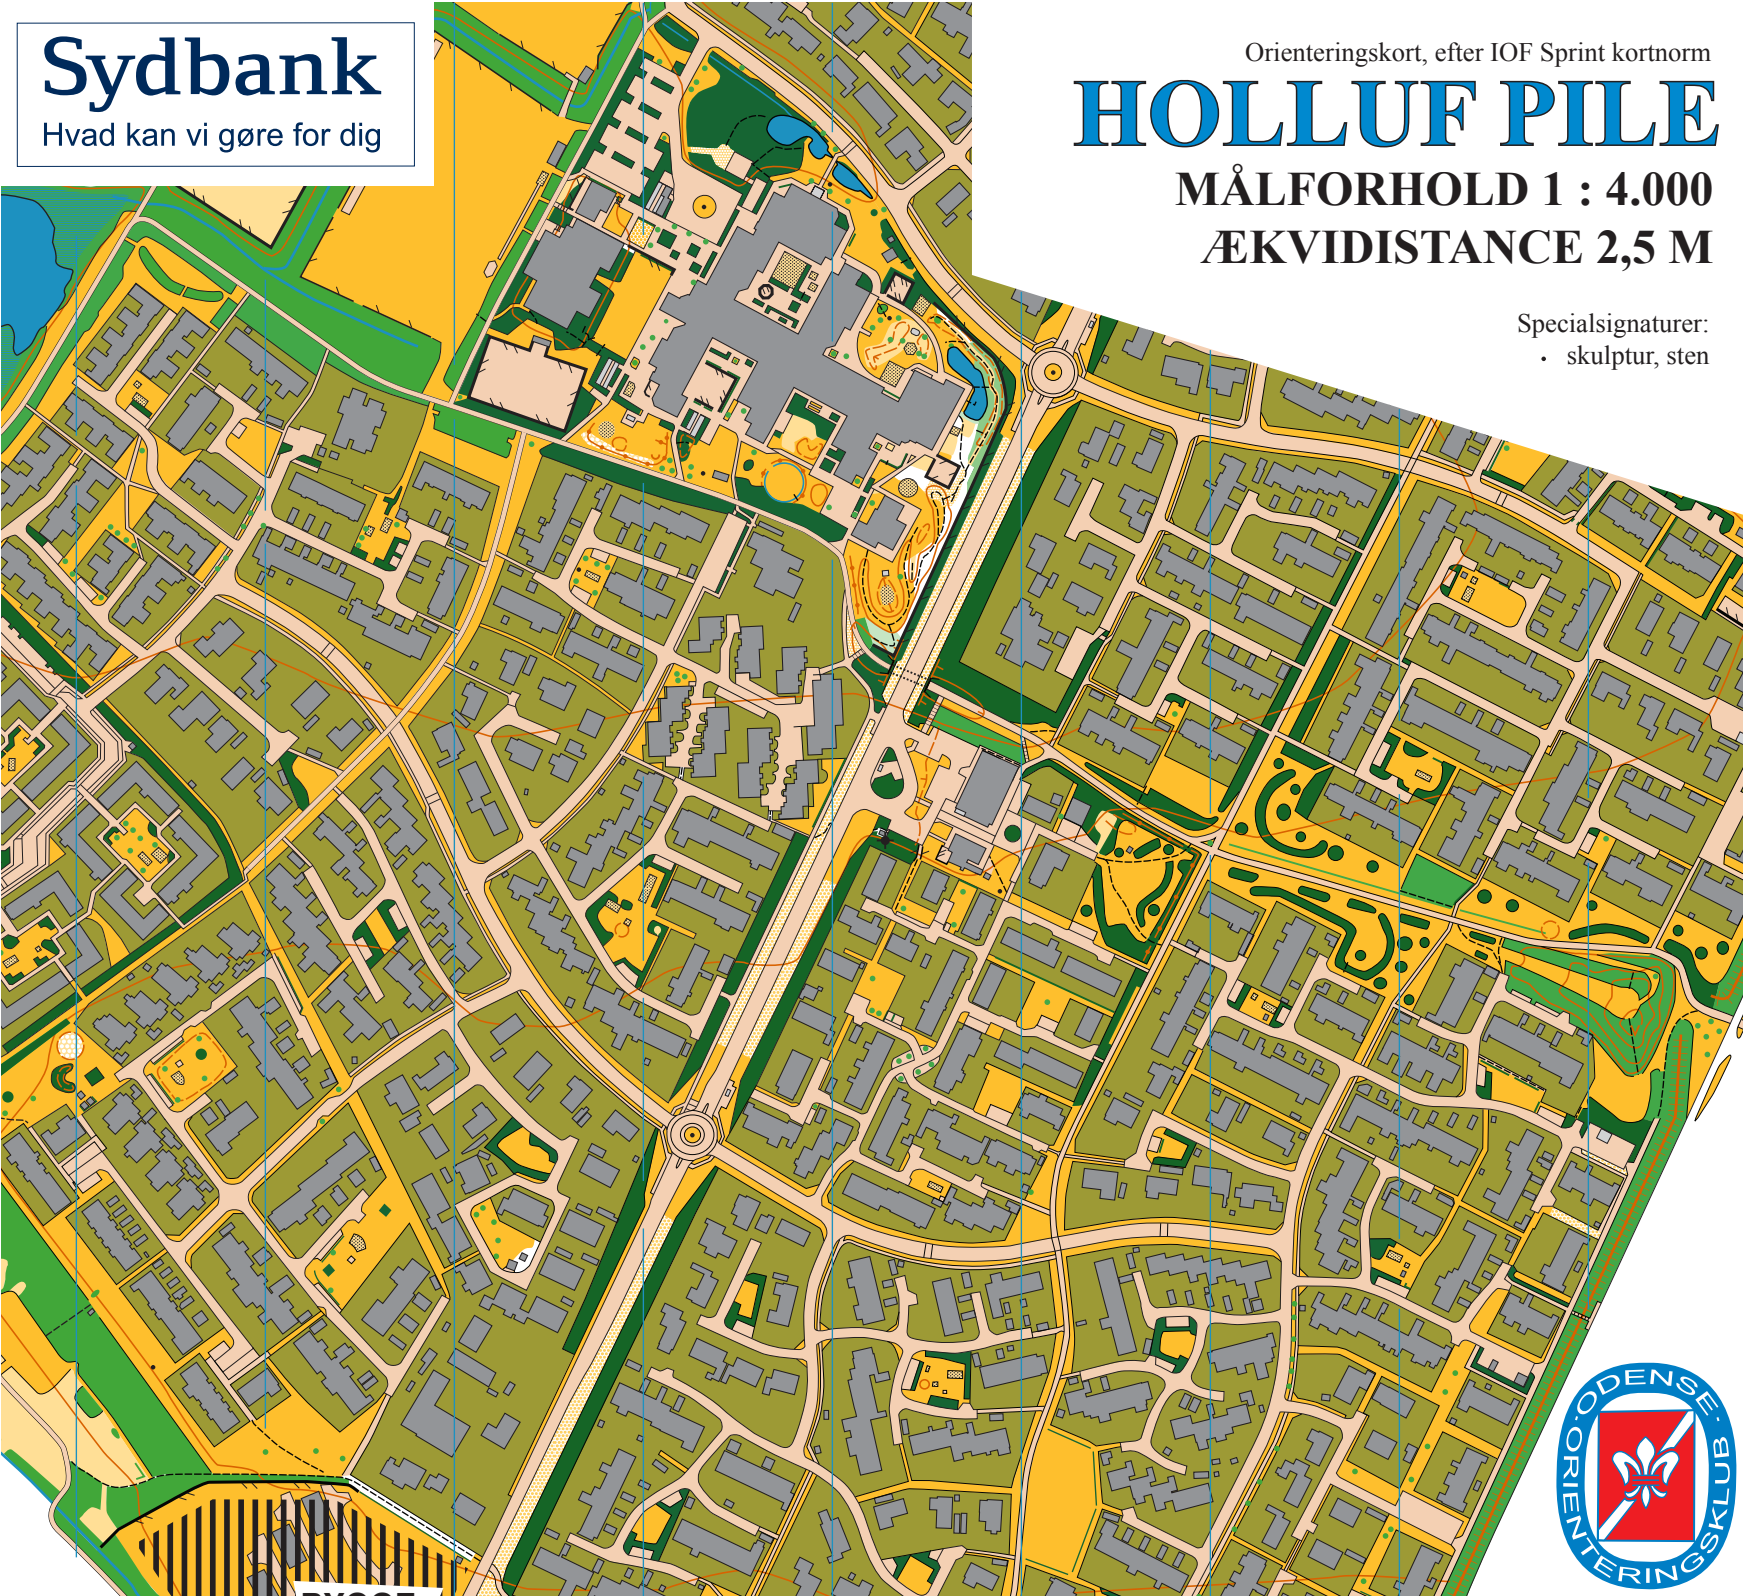 Sydbank
Hvad kan vi gøre for dig
Orienteringskort, efter IOF Sprint kortnorm
HOLLUF PILE
MÅLFORHOLD 1 : 4.000
ÆKVIDISTANCE 2,5 M
Specialsignaturer:
• skulptur, sten
ODENSE · ORIENTERINGSKLUB ·